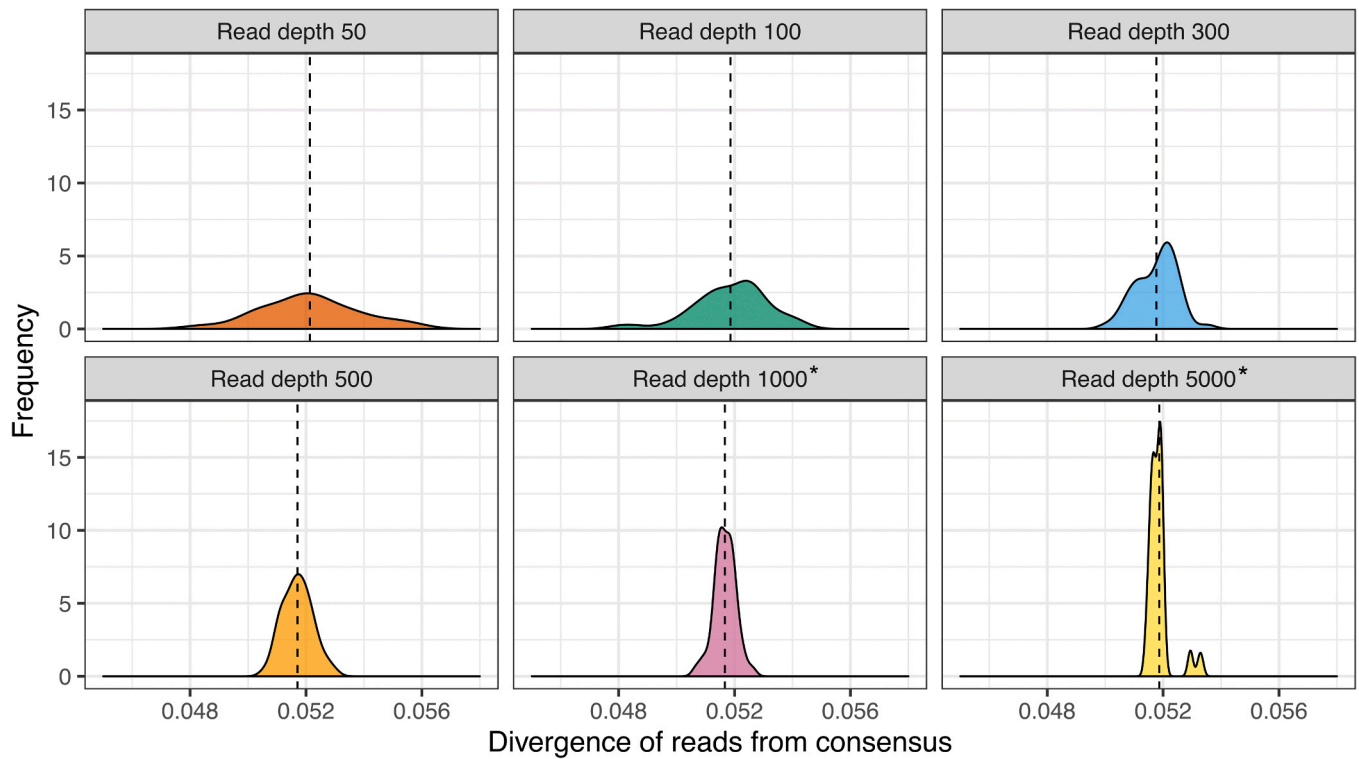 Read depth 50
Read depth 100
Read depth 300
15
10
5
0
Read depth 500
Read depth 1000*
Read depth 5000*
15
10
5
0
0.048 0.052 0.056
0.048 0.052 0.056
0.048 0.052 0.056
Frequency
Divergence of reads from consensus